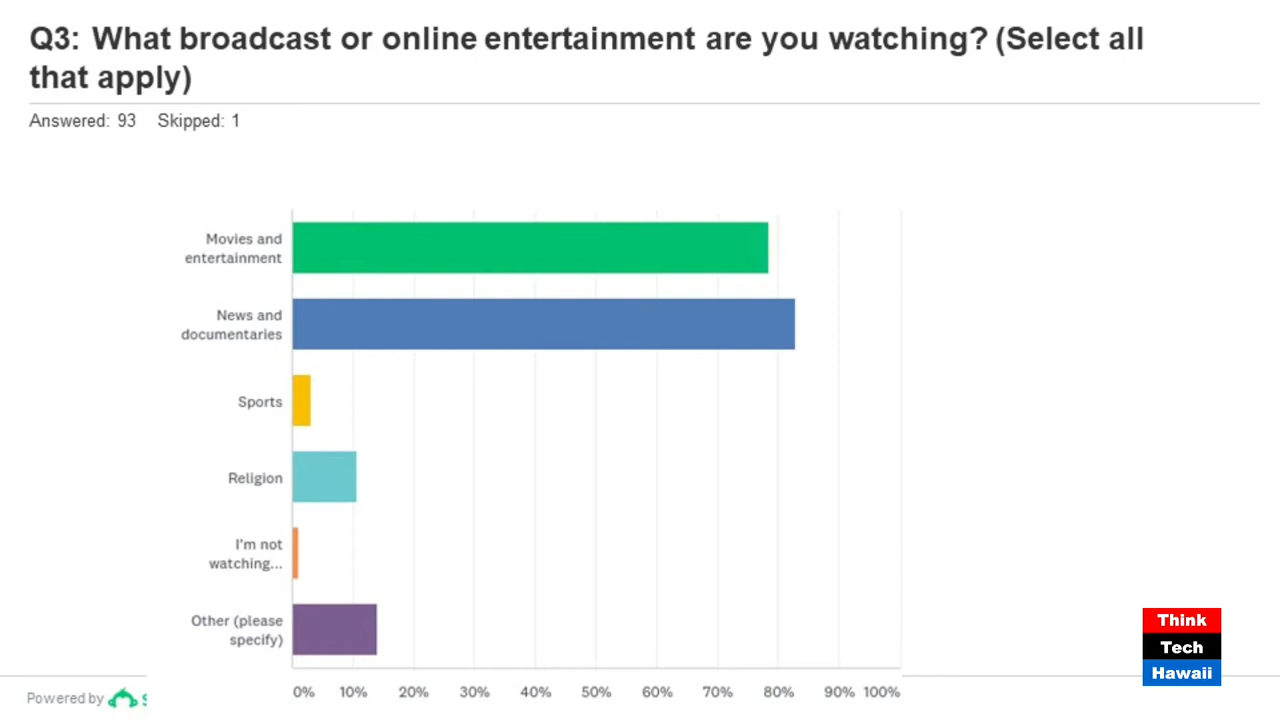 Q3: What broadcast or online entertainment are you watching? (Select all
that apply)
Answered: 93 Skipped: 1
Movies and
entertainment
News and
documentaries
Sports
Religion
I'm not
watching...
Other (please
specify)
0% 10% 20% 30% 40% 50% 60% 70% 80% 90% 100%
Powered by
Think
Tech
Hawaii